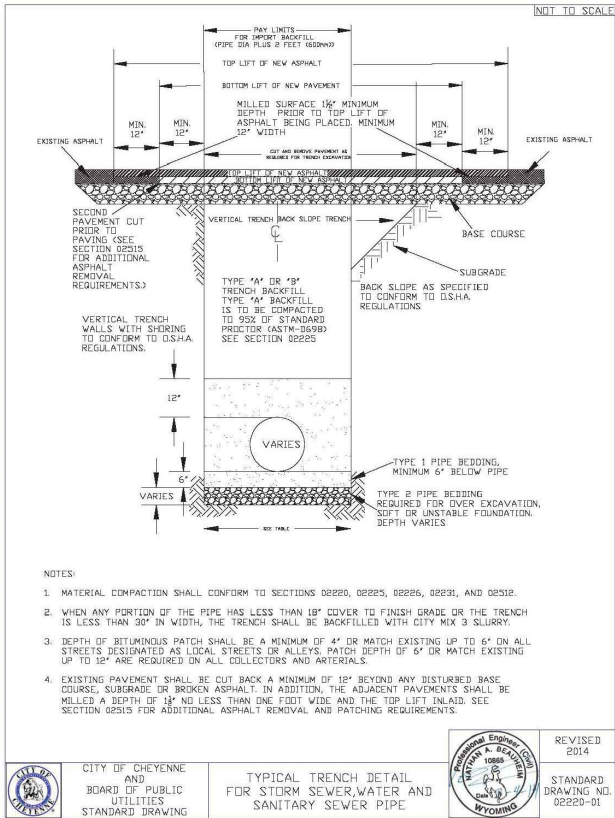 NOT TO SCALE
PAY LIMITS
FOR IMPORT BACKFILL
(PIPE DIA PLUS 2 FEET (600mm))
TOP LIFT OF NEW ASPHALT
BOTTOM LIFT OF NEW PAVEMENT
MILLED SURFACE 1½" MINIMUM
DEPTH PRIOR TO TOP LIFT OF
ASPHALT BEING PLACED. MINIMUM
12" WIDTH
MIN.
12"
MIN.
12"
MIN.
12"
MIN.
12"
EXISTING ASPHALT
EXISTING ASPHALT
CUT AND REMOVE PAVEMENT AS
REQUIRED FOR TRENCH EXCAVATION
TOP LIFT OF NEW ASPHALT
BOTTOM LIFT OF NEW ASPHALT
SECOND
PAVEMENT CUT
PRIOR TO
PAVING (SEE
SECTION 02515
FOR ADDITIONAL
ASPHALT
REMOVAL
REQUIREMENTS.)
VERTICAL TRENCH
BACK SLOPE TRENCH
CL
BASE COURSE
SUBGRADE
BACK SLOPE AS SPECIFIED
TO CONFORM TO O.S.H.A.
REGULATIONS
TYPE "A" OR "B"
TRENCH BACKFILL
TYPE "A" BACKFILL
IS TO BE COMPACTED
TO 95% OF STANDARD
PROCTOR (ASTM-D698)
SEE SECTION 02225
VERTICAL TRENCH
WALLS WITH SHORING
TO CONFORM TO O.S.H.A.
REGULATIONS.
12"
VARIES
6"
VARIES
TYPE 1 PIPE BEDDING,
MINIMUM 6" BELOW PIPE
TYPE 2 PIPE BEDDING
REQUIRED FOR OVER EXCAVATION,
SOFT OR UNSTABLE FOUNDATION.
DEPTH VARIES
SEE TABLE
NOTES:
1. MATERIAL COMPACTION SHALL CONFORM TO SECTIONS 02220, 02225, 02226, 02231, AND 02512.
2. WHEN ANY PORTION OF THE PIPE HAS LESS THAN 18" COVER TO FINISH GRADE OR THE TRENCH
IS LESS THAN 30" IN WIDTH, THE TRENCH SHALL BE BACKFILLED WITH CITY MIX 3 SLURRY.
3. DEPTH OF BITUMINOUS PATCH SHALL BE A MINIMUM OF 4" OR MATCH EXISTING UP TO 6" ON ALL
STREETS DESIGNATED AS LOCAL STREETS OR ALLEYS. PATCH DEPTH OF 6" OR MATCH EXISTING
UP TO 12" ARE REQUIRED ON ALL COLLECTORS AND ARTERIALS.
4. EXISTING PAVEMENT SHALL BE CUT BACK A MINIMUM OF 12" BEYOND ANY DISTURBED BASE
COURSE, SUBGRADE OR BROKEN ASPHALT. IN ADDITION, THE ADJACENT PAVEMENTS SHALL BE
MILLED A DEPTH OF 1½" NO LESS THAN ONE FOOT WIDE AND THE TOP LIFT INLAID. SEE
SECTION 02515 FOR ADDITIONAL ASPHALT REMOVAL AND PATCHING REQUIREMENTS.
CITY OF
CHEYENNE
CITY OF CHEYENNE
AND
BOARD OF PUBLIC
UTILITIES
STANDARD DRAWING
TYPICAL TRENCH DETAIL
FOR STORM SEWER,WATER AND
SANITARY SEWER PIPE
Professional Engineer (Civil)
NATHAN A. BEAUHEIM
10865
Date
WYOMING
REVISED
2014
STANDARD
DRAWING NO.
02220-01